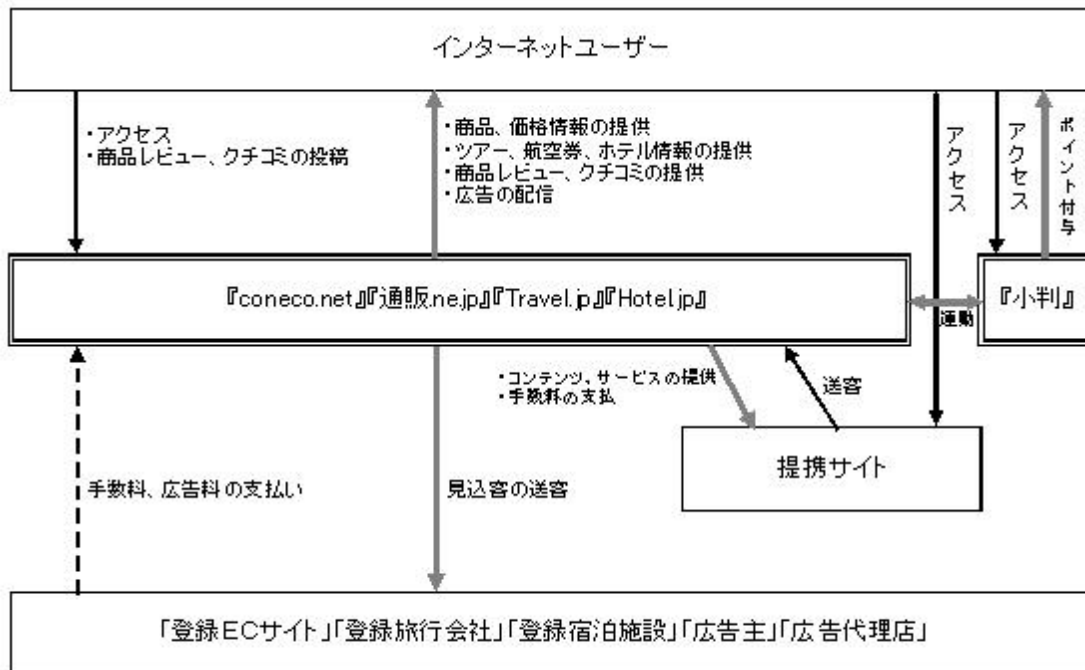 インターネットユーザー
・アクセス
・商品レビュー、クチコミの投稿
・商品、価格情報の提供
・ツアー、航空券、ホテル情報の提供
・商品レビュー、クチコミの提供
・広告の配信
アクセス
アクセス
ポイント付与
『coneco.net』『通販.ne.jp』『Travel.jp』『Hotel.jp』
連動
『小判』
・コンテンツ、サービスの提供
・手数料の支払
送客
提携サイト
手数料、広告料の支払い
見込客の送客
「登録ECサイト」「登録旅行会社」「登録宿泊施設」「広告主」「広告代理店」